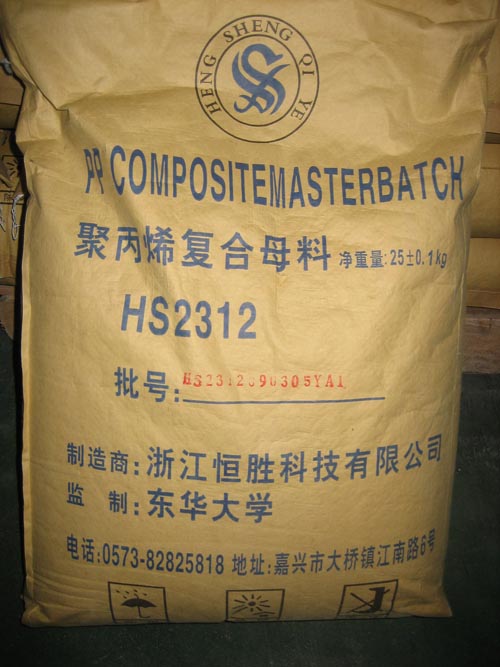 HENG SHENG QI YE
PP COMPOSITEMASTERBATCH
聚丙烯复合母料 净重量:25±0.1kg
HS2312
批号:HS2312090305YA1
制造商:浙江恒胜科技有限公司
监 制:东华大学
电话:0573-82825818 地址:嘉兴市大桥镇江南路6号